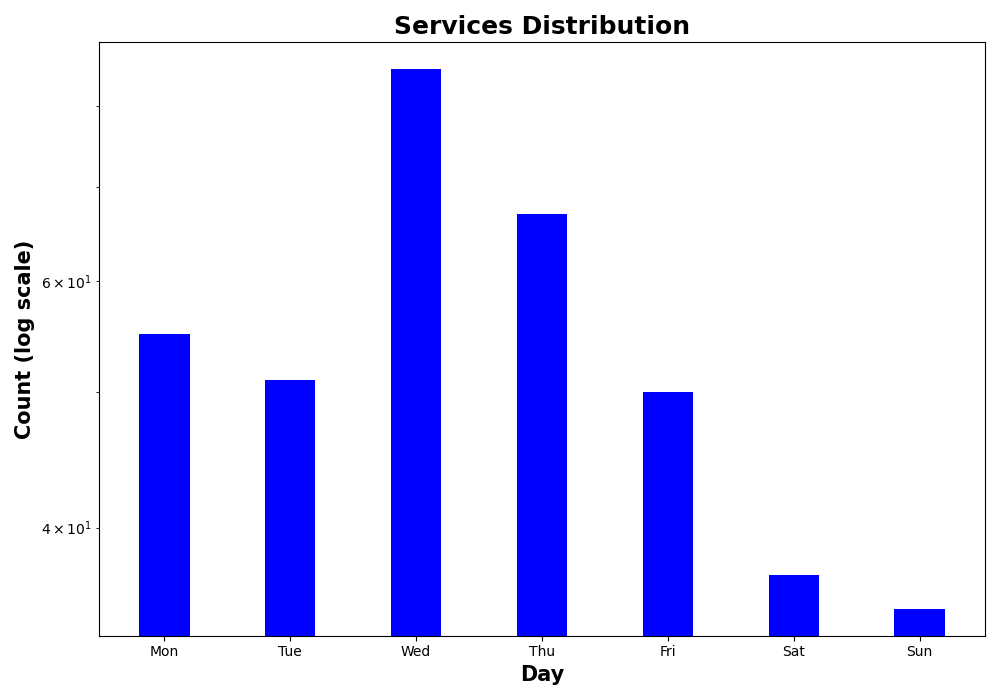 Services Distribution
Count (log scale)
6 × 10¹
4 × 10¹
Mon Tue Wed Thu Fri Sat Sun
Day